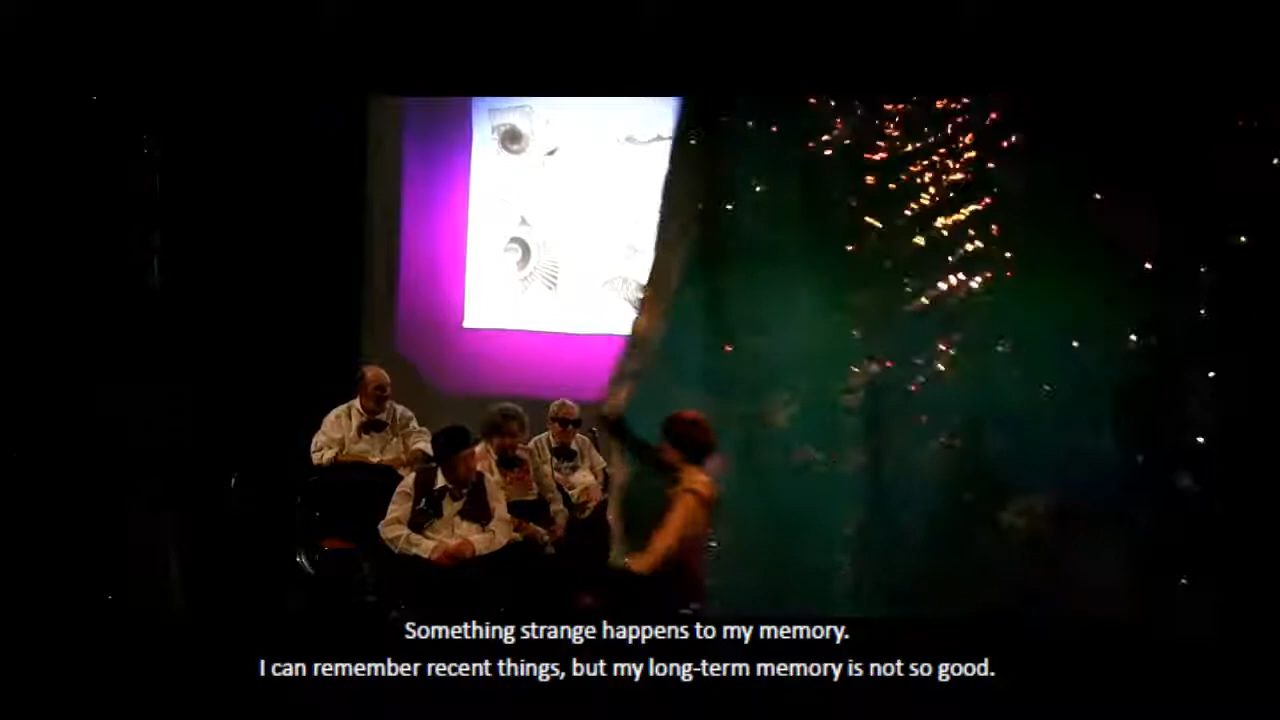 Something strange happens to my memory.
I can remember recent things, but my long-term memory is not so good.